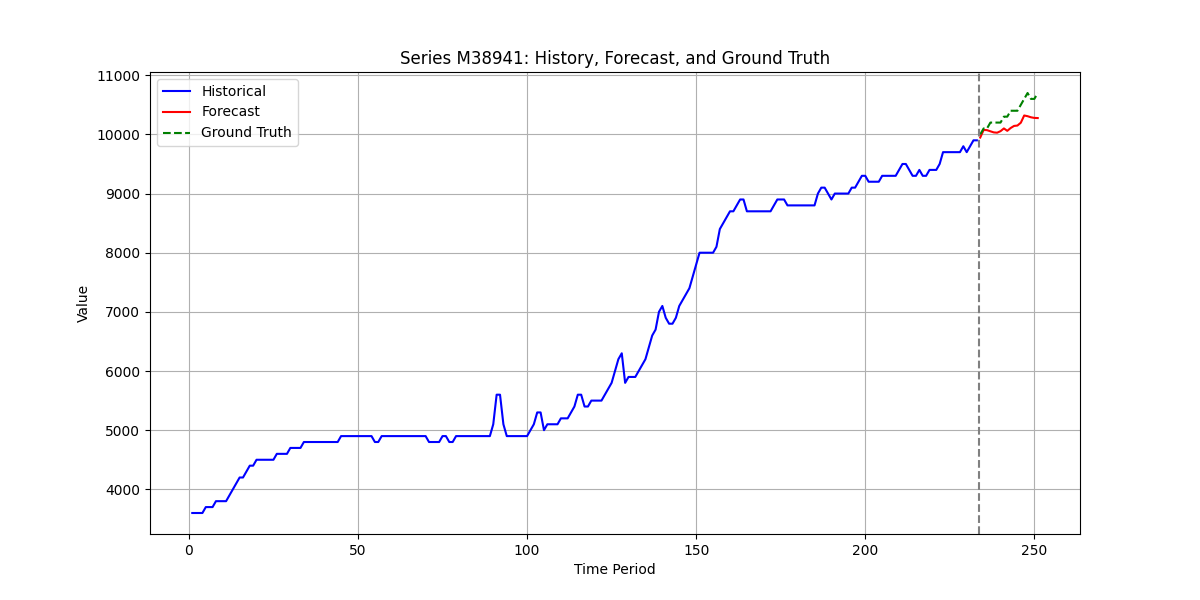 Series M38941: History, Forecast, and Ground Truth
Historical
Forecast
Ground Truth
11000
10000
9000
8000
7000
6000
5000
4000
Value
0 50 100 150 200 250
Time Period